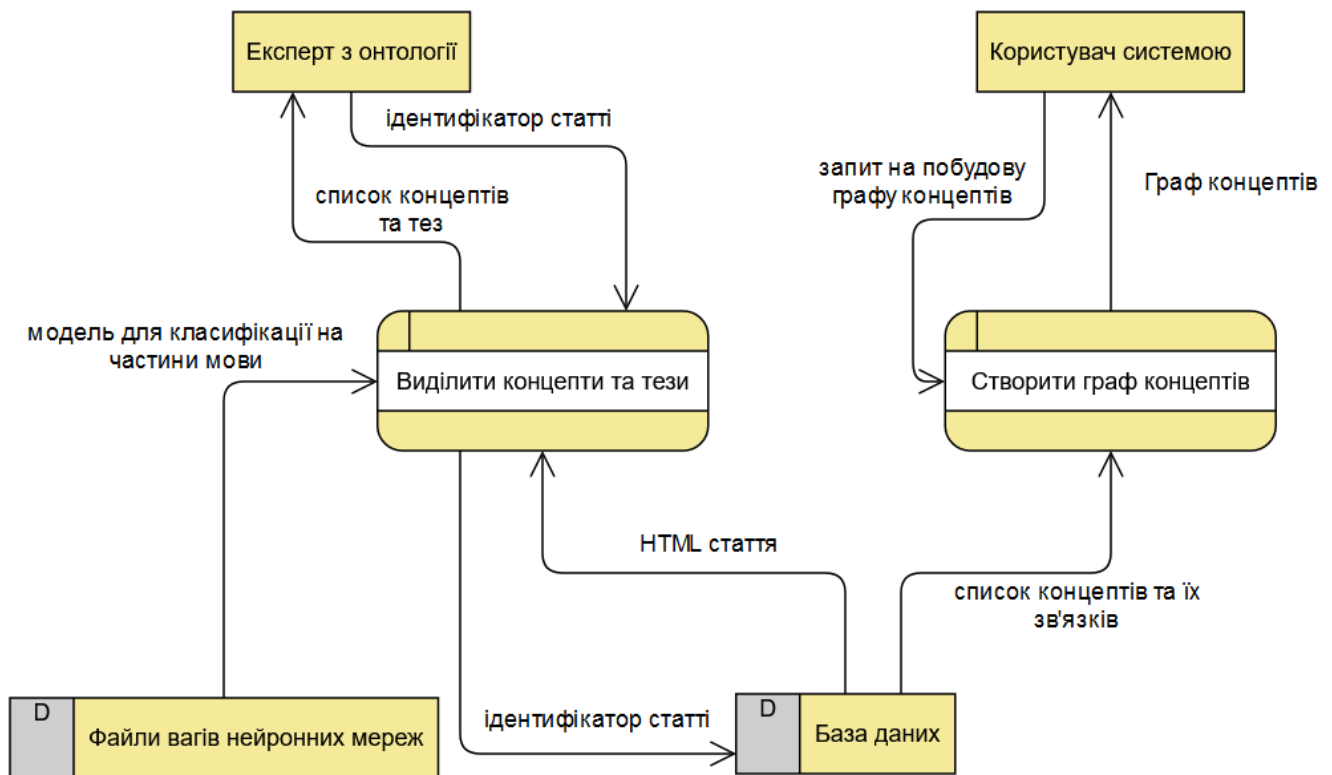 Експерт з онтології
Користувач системою
ідентифікатор статті
запит на побудову
графу концептів
Граф концептів
список концептів
та тез
модель для класифікації на
частини мови
Виділити концепти та тези
Створити граф концептів
HTML стаття
список концептів та їх
зв'язків
D
Файли вагів нейронних мереж
ідентифікатор статті
D
База даних